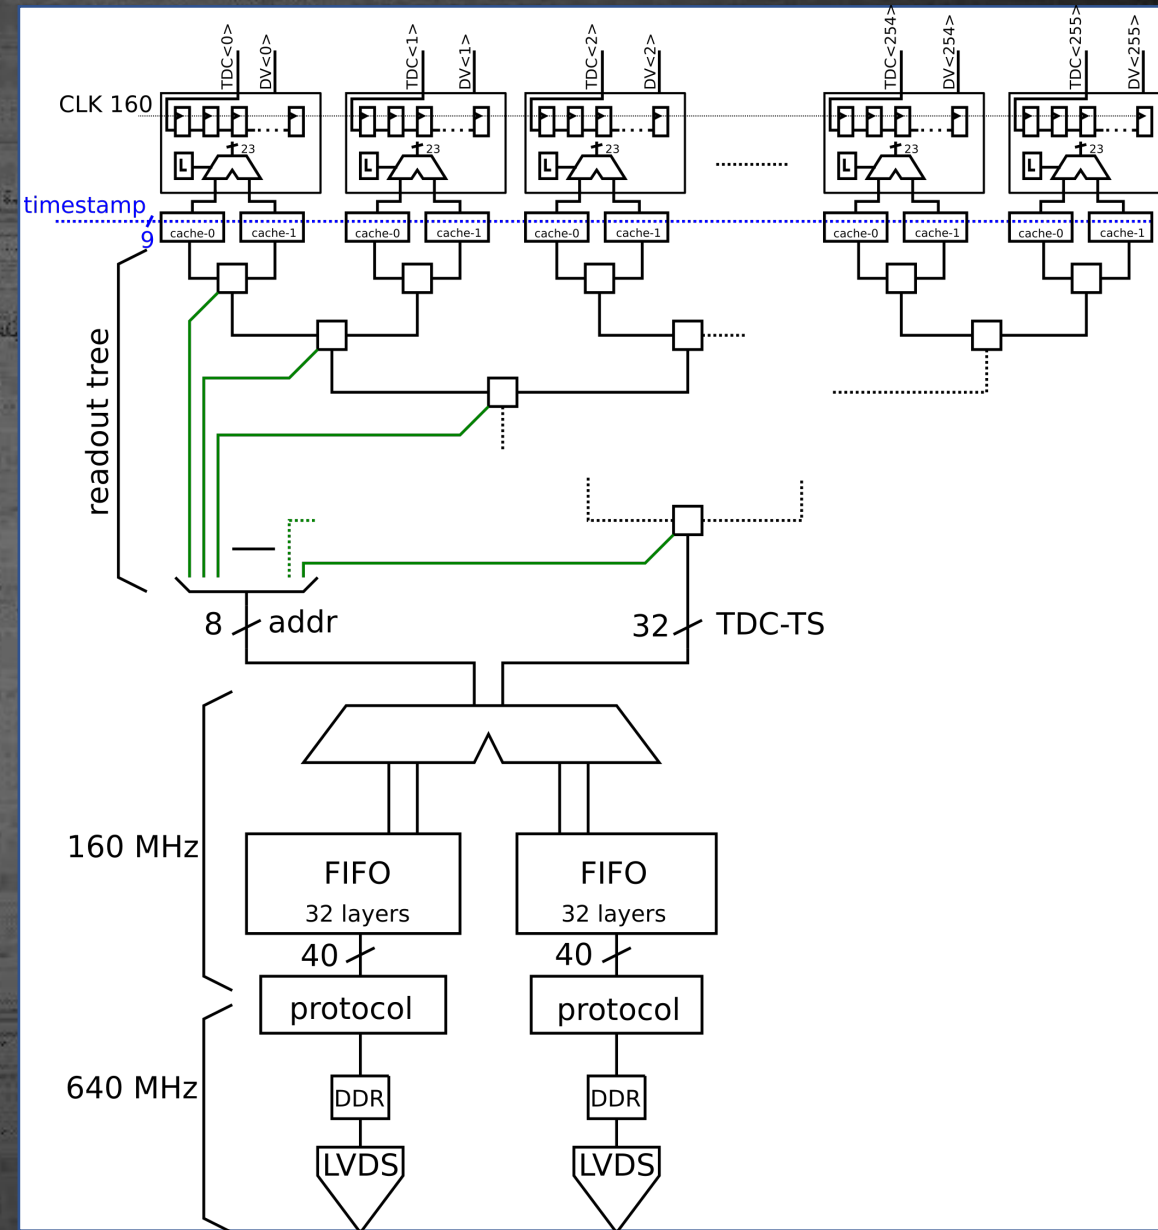 TDC<0> DV<0> TDC<1> DV<1> TDC<2> DV<2> TDC<254> DV<254> TDC<255> DV<255>
CLK 160
23 23 23 23 23
L L L L L
timestamp
9
cache-0 cache-1 cache-0 cache-1 cache-0 cache-1 cache-0 cache-1 cache-0 cache-1
readout tree
8 addr 32 TDC-TS
160 MHz
FIFO FIFO
32 layers 32 layers
40 40
protocol protocol
640 MHz
DDR DDR
LVDS LVDS